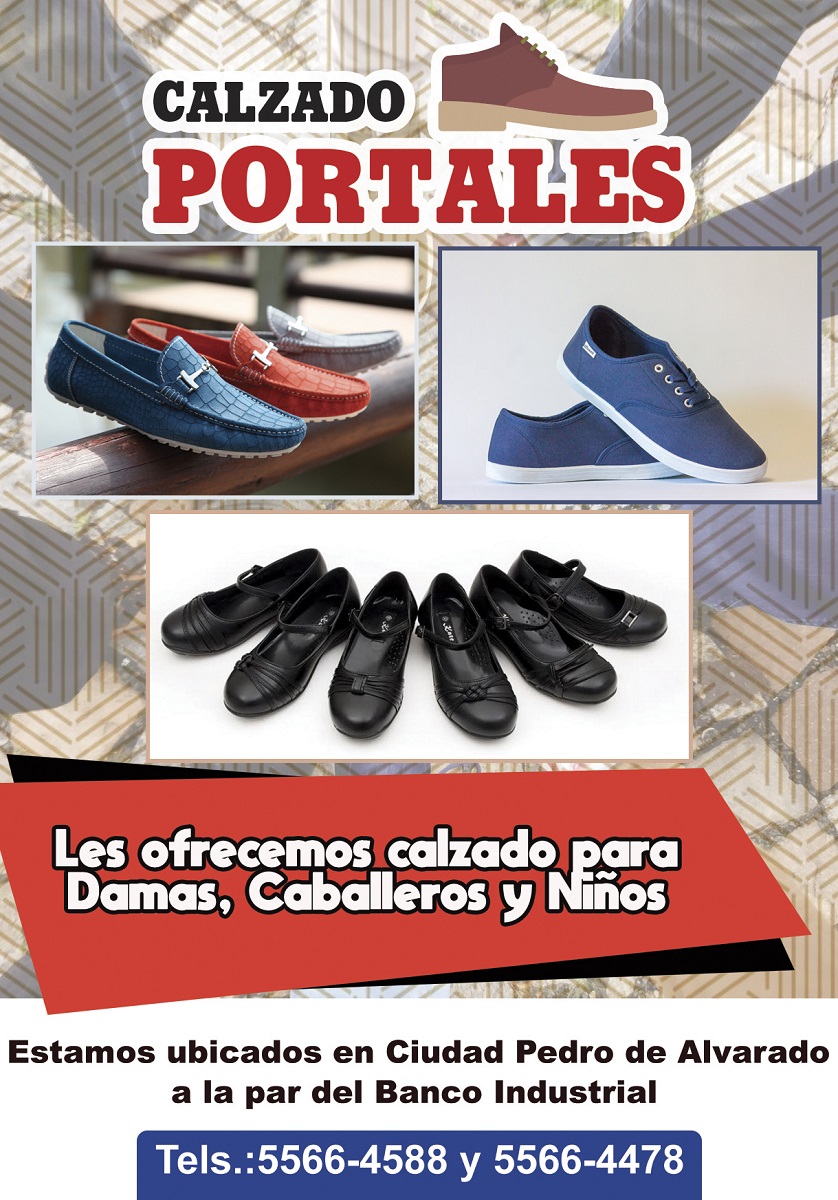 CALZADO
PORTALES
Les ofrecemos calzado para
Damas, Caballeros y Niños
Estamos ubicados en Ciudad Pedro de Alvarado
a la par del Banco Industrial
Tels.:5566-4588 y 5566-4478